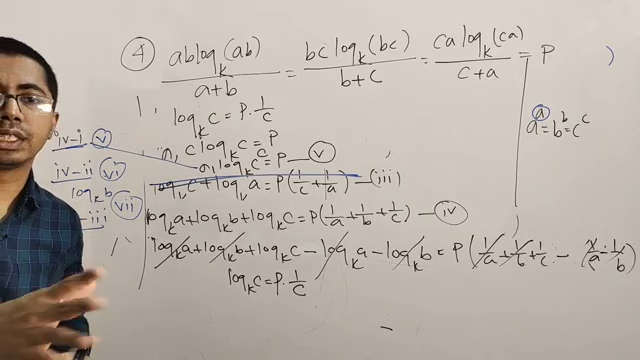 ④ ab log_k(ab)/(a+b) = bc log_k(bc)/(b+c) = ca log_k(ca)/(c+a) = P
log_k c = P·1/c
c log_k c = P
log_k c^c = P — ⓥ
log_k c + log_k a = P(1/c + 1/a) — (iii)
log_k a + log_k b + log_k c = P(1/a + 1/b + 1/c) — ⓘⓥ
log_k a + log_k b + log_k c - log_k a - log_k b = P(1/a + 1/b + 1/c - 1/a - 1/b)
log_k c = P·1/c
iv-i ⓥ
iv-ii ⓥⓘ
log_k b
-iii ⓥⓘⓘ
a^a = b^b = c^c